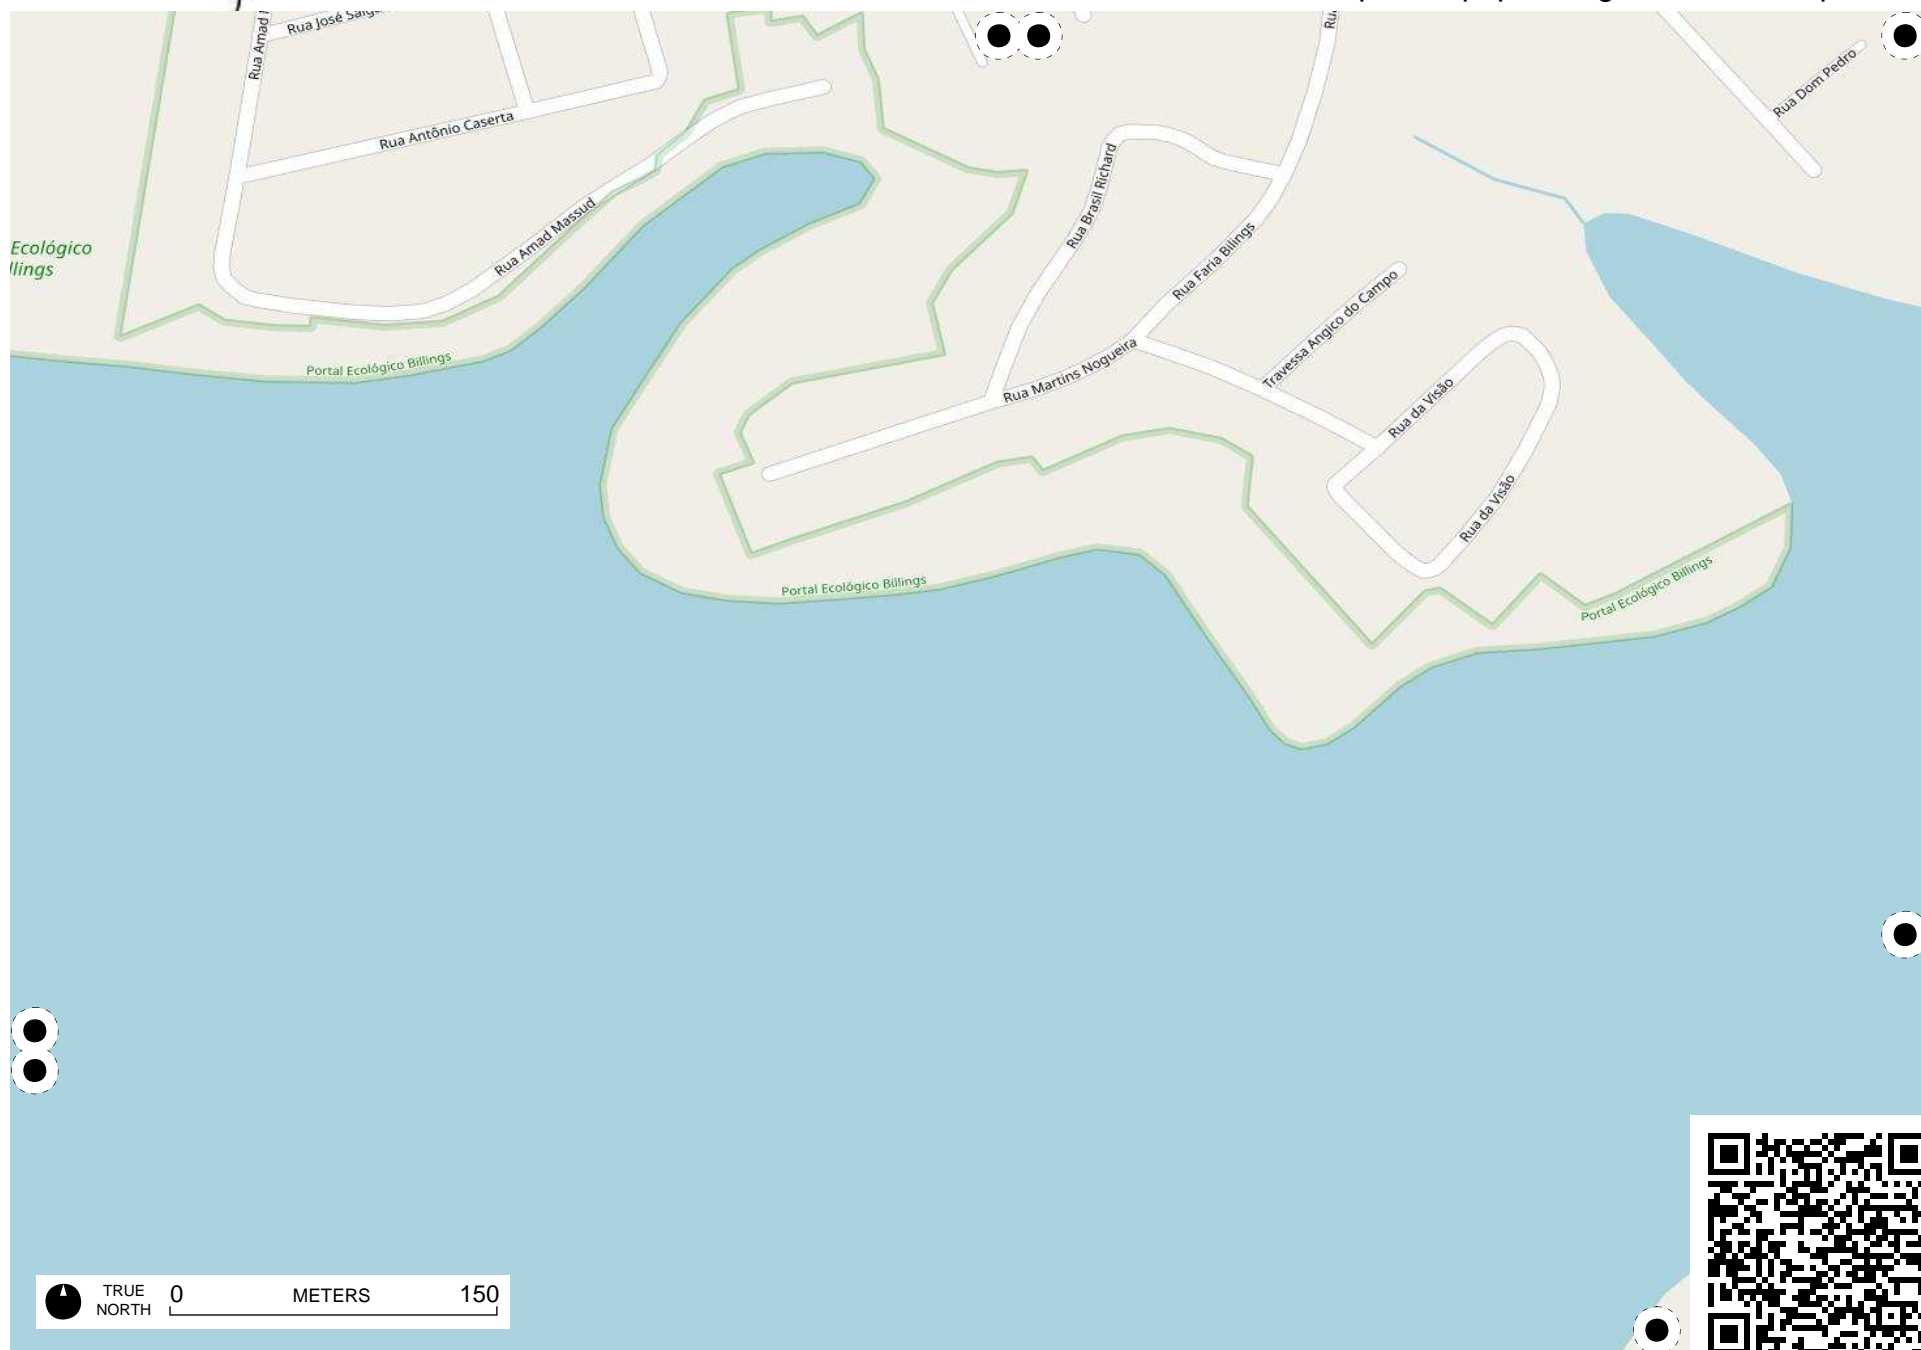 Rua José
Rua Amad
Rua Antônio Caserta
Rua Dom Pedro
Rua Brasil Richard
Rua Amad Massud
Rua Faria Bilings
Ecológico
llings
Travessa Angico do Campo
Portal Ecológico Billings
Rua Martins Nogueira
Rua da Visão
Rua da Visão
Portal Ecológico Billings
Portal Ecológico Billings
TRUE
NORTH
0 METERS 150